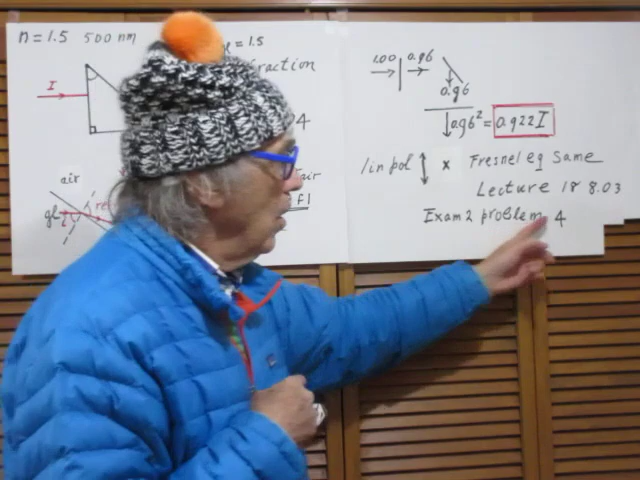 n = 1.5 500 nm
= 1.5
I
4
air
gl
1.00 0.96
0.96
0.96² = 0.922 I
lin pol x Fresnel eq Same
Lecture 18 8.03
Exam 2 problem 4